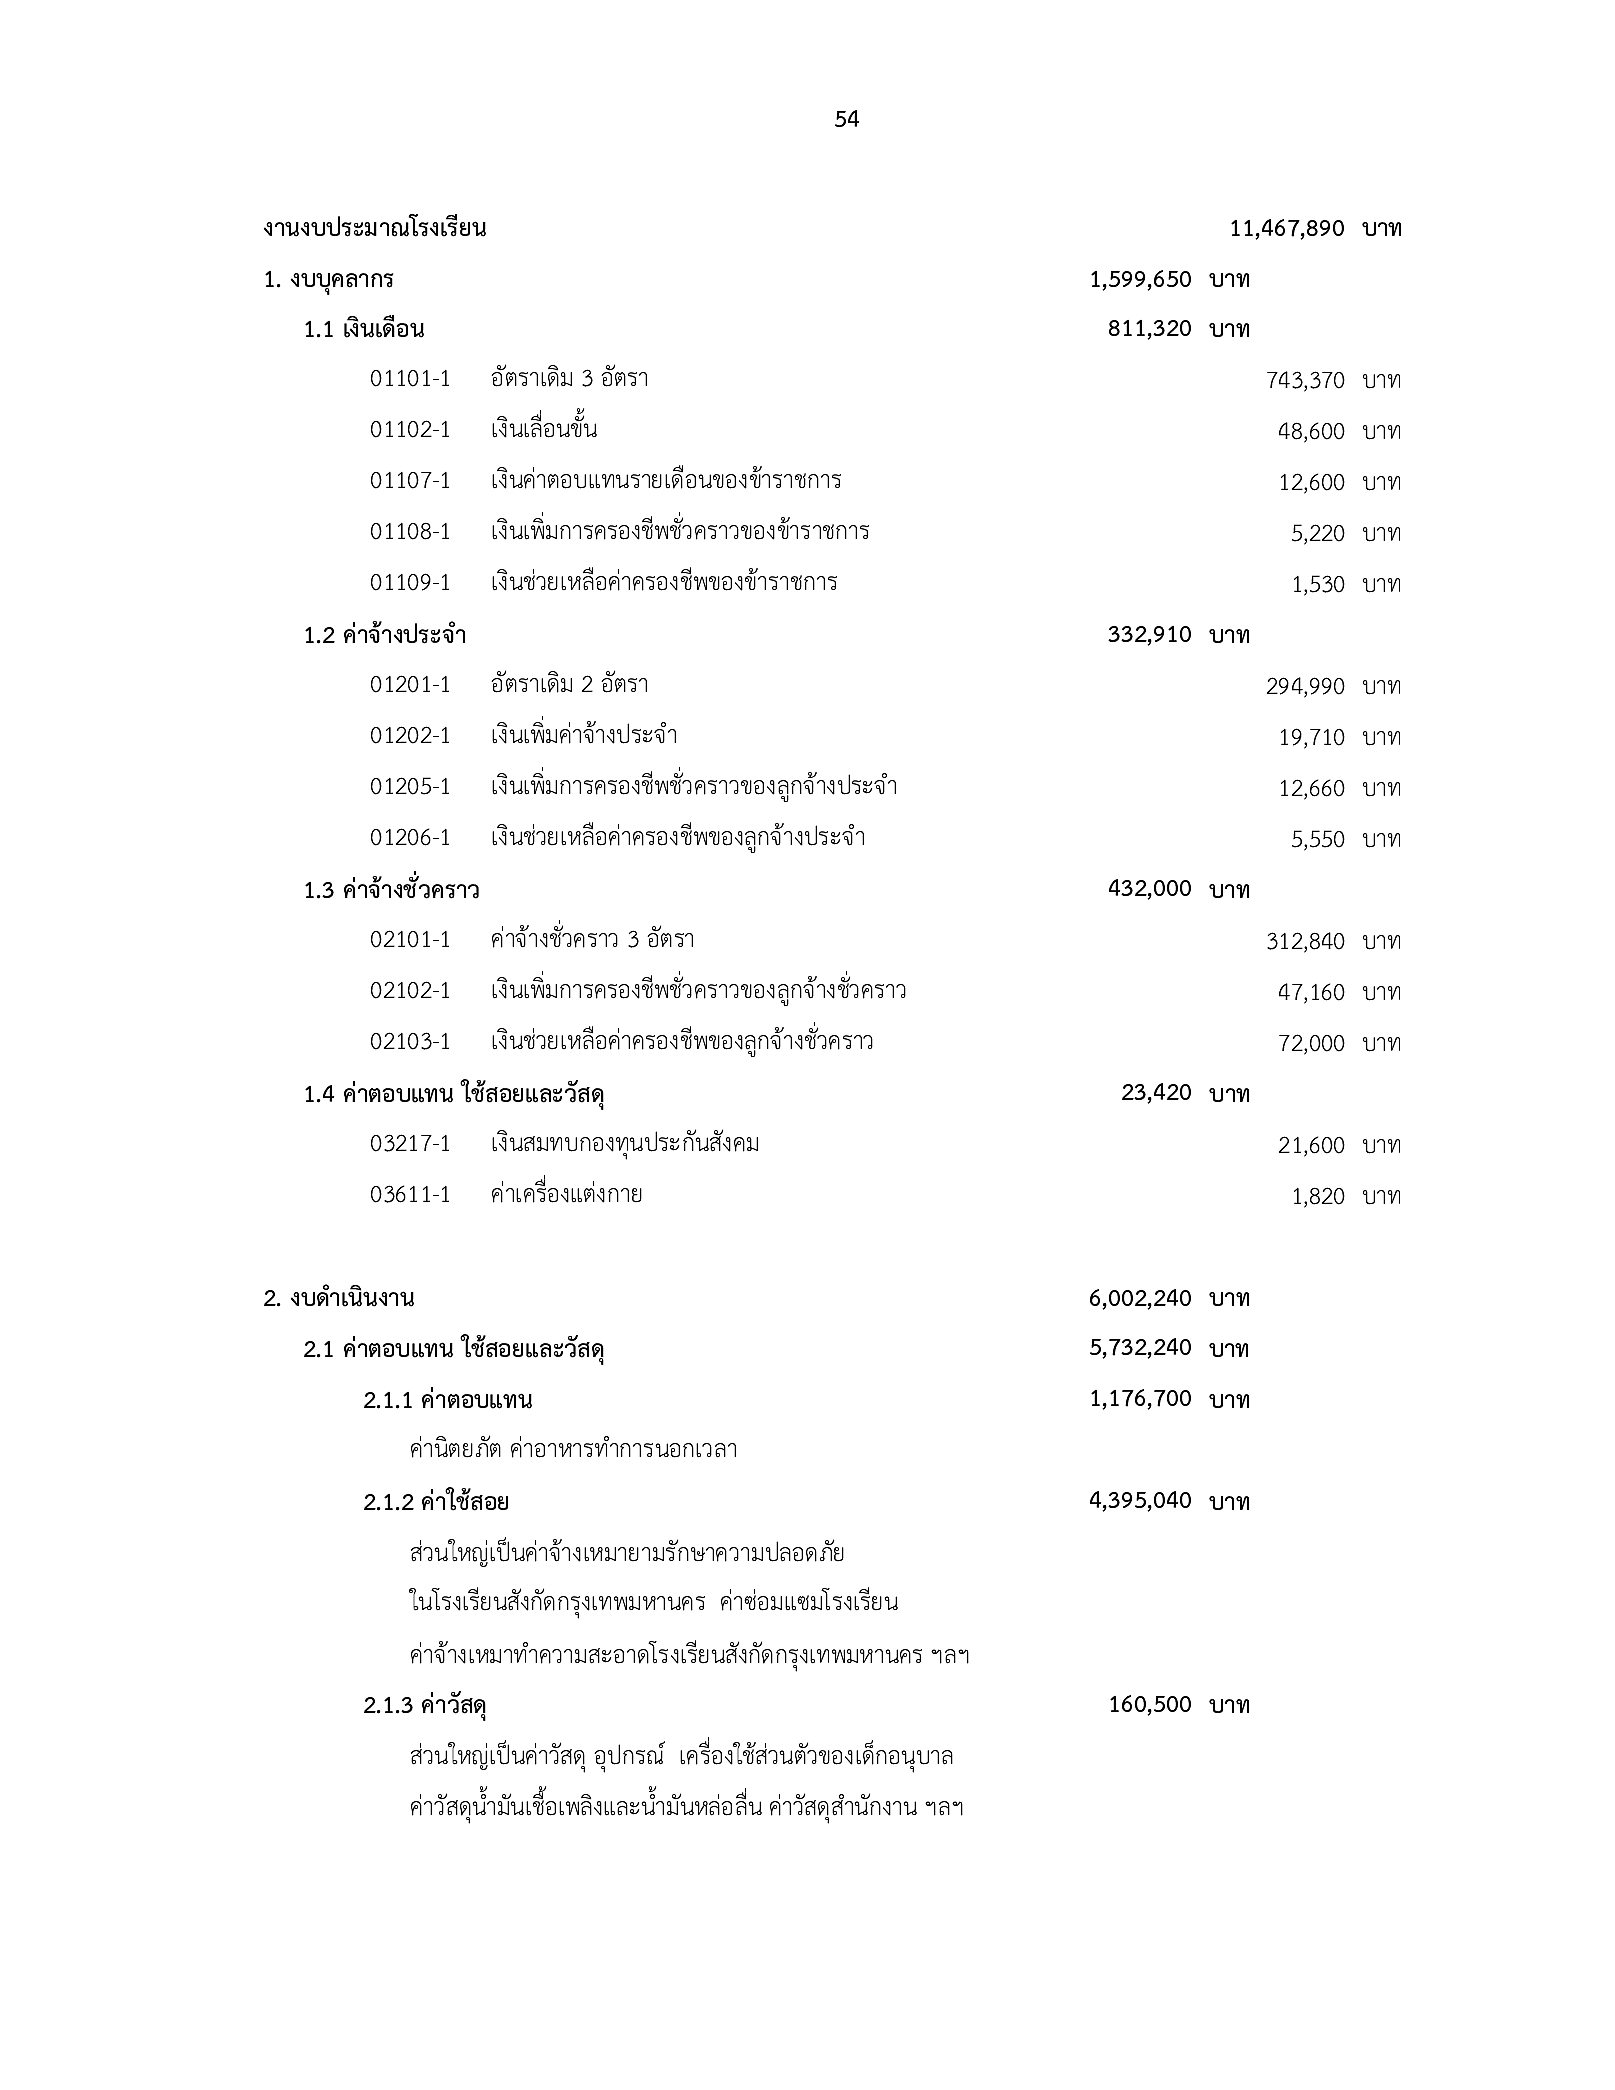 54
งานงบประมาณโรงเรียน 11,467,890 บาท
1. งบบุคลากร 1,599,650 บาท
1.1 เงินเดือน 811,320 บาท
01101-1 อัตราเดิม 3 อัตรา 743,370 บาท
01102-1 เงินเลื่อนขั้น 48,600 บาท
01107-1 เงินค่าตอบแทนรายเดือนของข้าราชการ 12,600 บาท
01108-1 เงินเพิ่มการครองชีพชั่วคราวของข้าราชการ 5,220 บาท
01109-1 เงินช่วยเหลือค่าครองชีพของข้าราชการ 1,530 บาท
1.2 ค่าจ้างประจำ 332,910 บาท
01201-1 อัตราเดิม 2 อัตรา 294,990 บาท
01202-1 เงินเพิ่มค่าจ้างประจำ 19,710 บาท
01205-1 เงินเพิ่มการครองชีพชั่วคราวของลูกจ้างประจำ 12,660 บาท
01206-1 เงินช่วยเหลือค่าครองชีพของลูกจ้างประจำ 5,550 บาท
1.3 ค่าจ้างชั่วคราว 432,000 บาท
02101-1 ค่าจ้างชั่วคราว 3 อัตรา 312,840 บาท
02102-1 เงินเพิ่มการครองชีพชั่วคราวของลูกจ้างชั่วคราว 47,160 บาท
02103-1 เงินช่วยเหลือค่าครองชีพของลูกจ้างชั่วคราว 72,000 บาท
1.4 ค่าตอบแทน ใช้สอยและวัสดุ 23,420 บาท
03217-1 เงินสมทบกองทุนประกันสังคม 21,600 บาท
03611-1 ค่าเครื่องแต่งกาย 1,820 บาท
2. งบดำเนินงาน 6,002,240 บาท
2.1 ค่าตอบแทน ใช้สอยและวัสดุ 5,732,240 บาท
2.1.1 ค่าตอบแทน 1,176,700 บาท
ค่านิตยภัต ค่าอาหารทำการนอกเวลา
2.1.2 ค่าใช้สอย 4,395,040 บาท
ส่วนใหญ่เป็นค่าจ้างเหมายามรักษาความปลอดภัย
ในโรงเรียนสังกัดกรุงเทพมหานคร ค่าซ่อมแซมโรงเรียน
ค่าจ้างเหมาทำความสะอาดโรงเรียนสังกัดกรุงเทพมหานคร ฯลฯ
2.1.3 ค่าวัสดุ 160,500 บาท
ส่วนใหญ่เป็นค่าวัสดุ อุปกรณ์ เครื่องใช้ส่วนตัวของเด็กอนุบาล
ค่าวัสดุน้ำมันเชื้อเพลิงและน้ำมันหล่อลื่น ค่าวัสดุสำนักงาน ฯลฯ